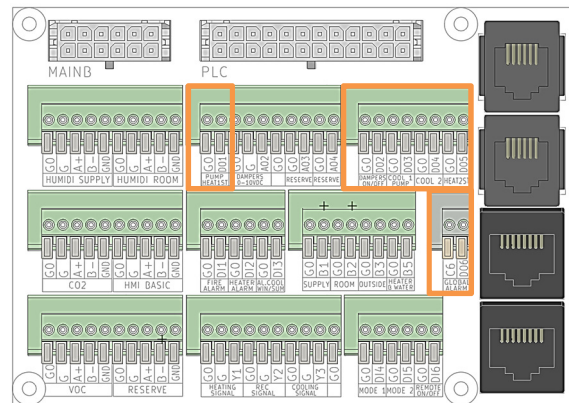 MAINB PLC
G0 G A+ B- GND G0 G A+ B- GND G0 DO1 G0 G AO2 G0 AO3 G0 AO4 G0 DO2 G0 DO3 G0 DO4 G0 DO5
HUMIDI SUPPLY HUMIDI ROOM PUMP HEAT1ST DAMPERS 0-10VDC RESERVE RESERVE DAMPERS ON/OFF COOL 1 PUMP COOL 2 HEAT2ST
G0 G A+ B- GND G0 G A+ B- GND G0 DI1 G0 DI2 G0 DI3 G0 B1 G0 B2 G0 B3 G0 B5 C6 DO6
CO2 HMI BASIC FIRE ALARM HEATER ALARM AL.COOL WIN/SUM SUPPLY ROOM OUTSIDE HEATER B.WATER GLOBAL ALARM
G0 G A+ B- GND G0 G A+ B- GND G0 G Y1 G0 G Y2 G0 G Y3 G0 DI4 G0 DI5 G0 DI6
VOC RESERVE HEATING SIGNAL REC SIGNAL COOLING SIGNAL MODE 1 MODE 2 REMOTE ON/OFF